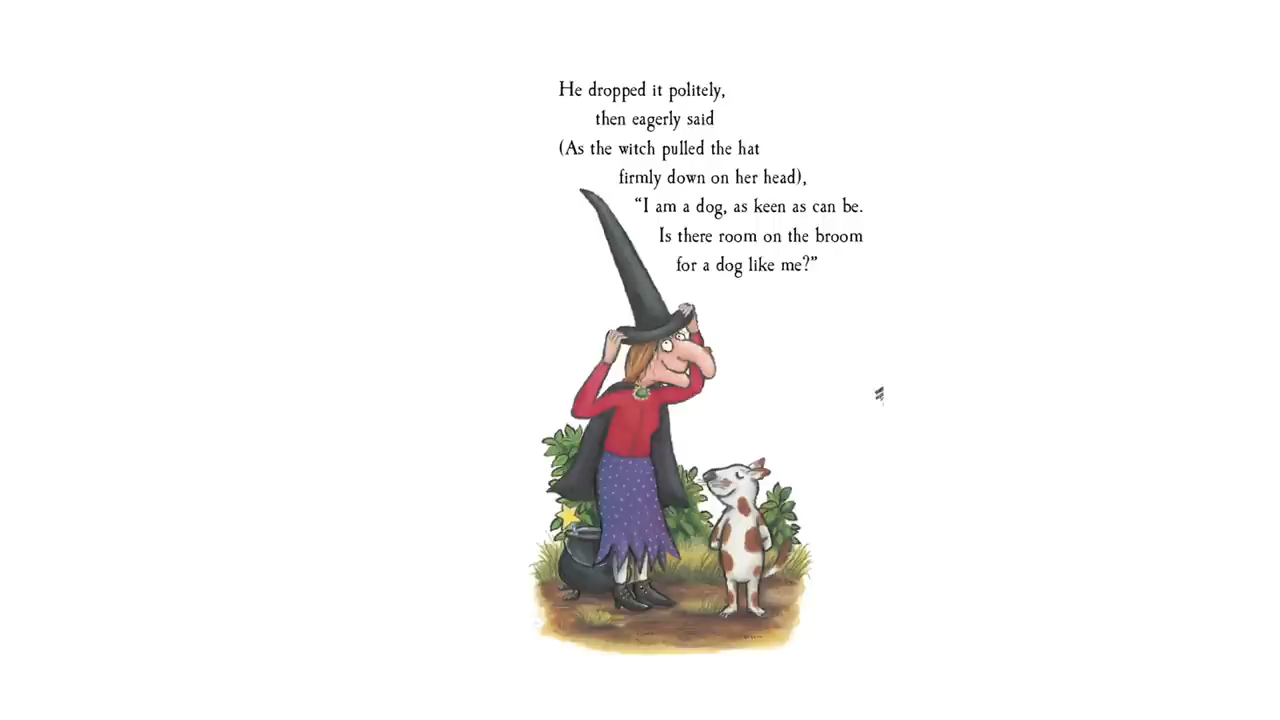 He dropped it politely,
then eagerly said
(As the witch pulled the hat
firmly down on her head),
“I am a dog, as keen as can be.
Is there room on the broom
for a dog like me?”